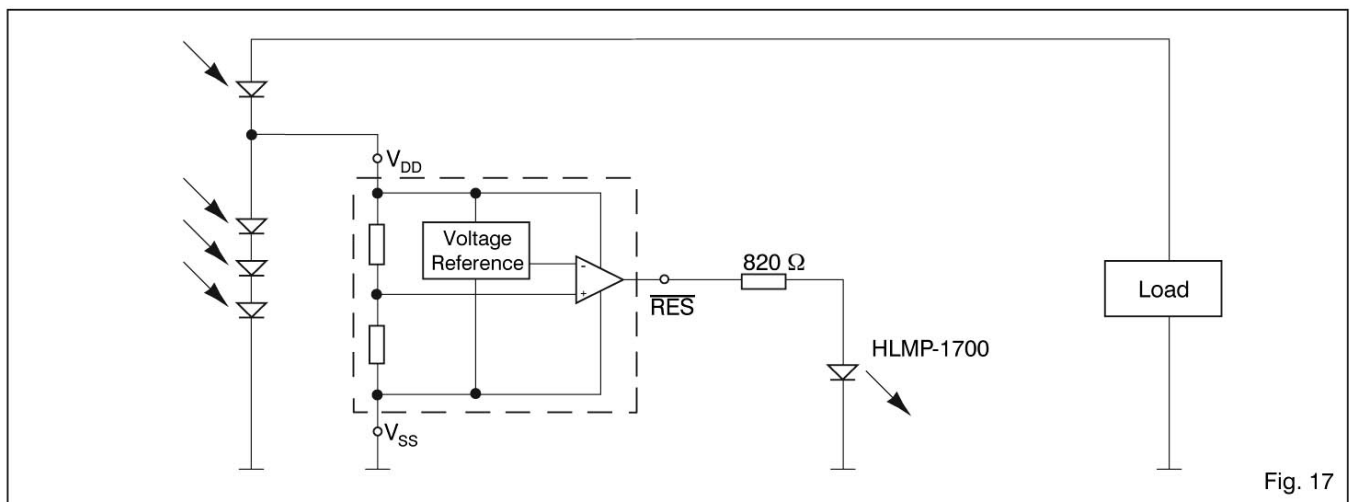 V_DD
Voltage
Reference
-
+
RES
820 Ω
HLMP-1700
Load
V_SS
Fig. 17